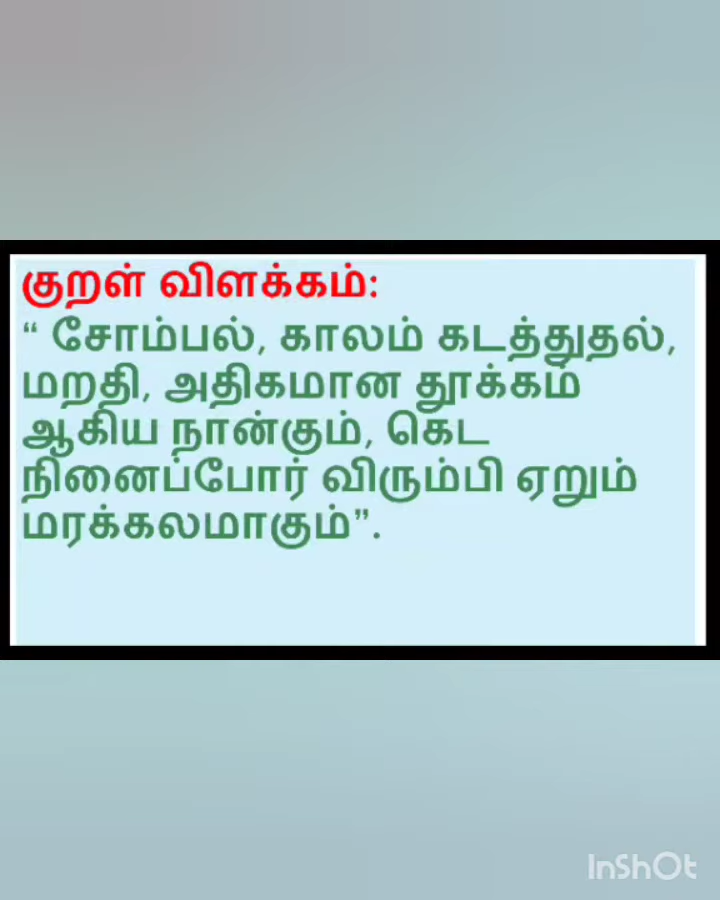 குறள் விளக்கம்:
“ சோம்பல், காலம் கடத்துதல்,
மறதி, அதிகமான தூக்கம்
ஆகிய நான்கும், கெட
நினைப்போர் விரும்பி ஏறும்
மரக்கலமாகும்”.
InShOt